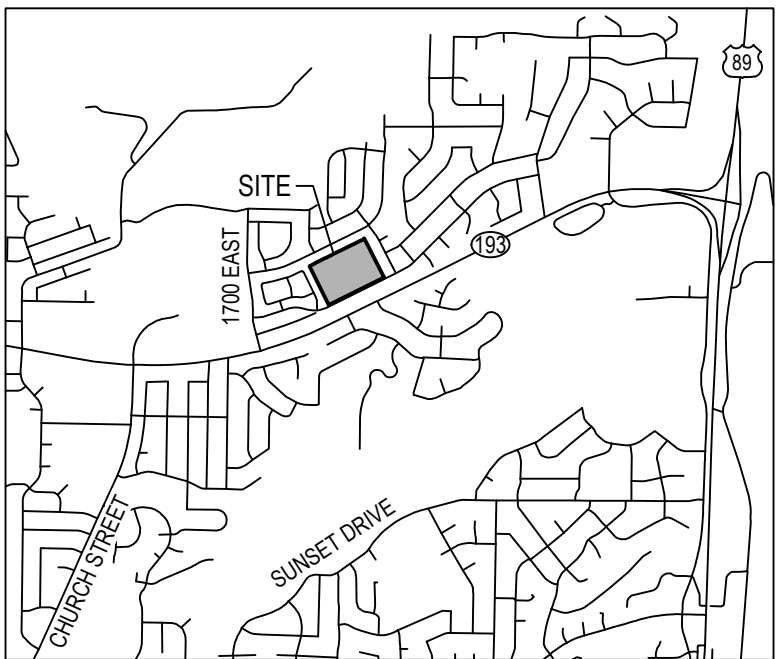 89
SITE
1700 EAST
193
SUNSET DRIVE
CHURCH STREET